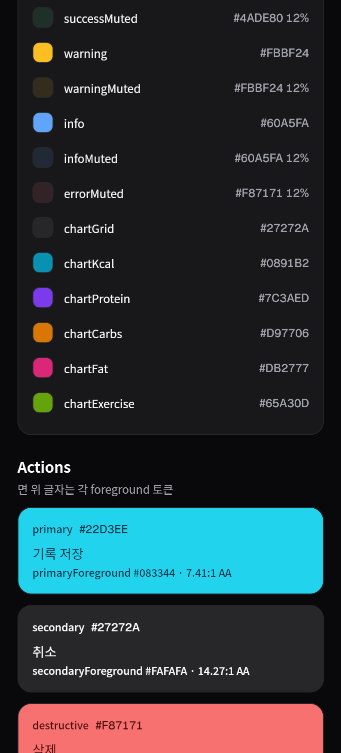 successMuted #4ADE80 12%
warning #FBBF24
warningMuted #FBBF24 12%
info #60A5FA
infoMuted #60A5FA 12%
errorMuted #F87171 12%
chartGrid #27272A
chartKcal #0891B2
chartProtein #7C3AED
chartCarbs #D97706
chartFat #DB2777
chartExercise #65A30D
Actions
면 위 글자는 각 foreground 토큰
primary #22D3EE
기록 저장
primaryForeground #083344 · 7.41:1 AA
secondary #27272A
취소
secondaryForeground #FAFAFA · 14.27:1 AA
destructive #F87171
삭제